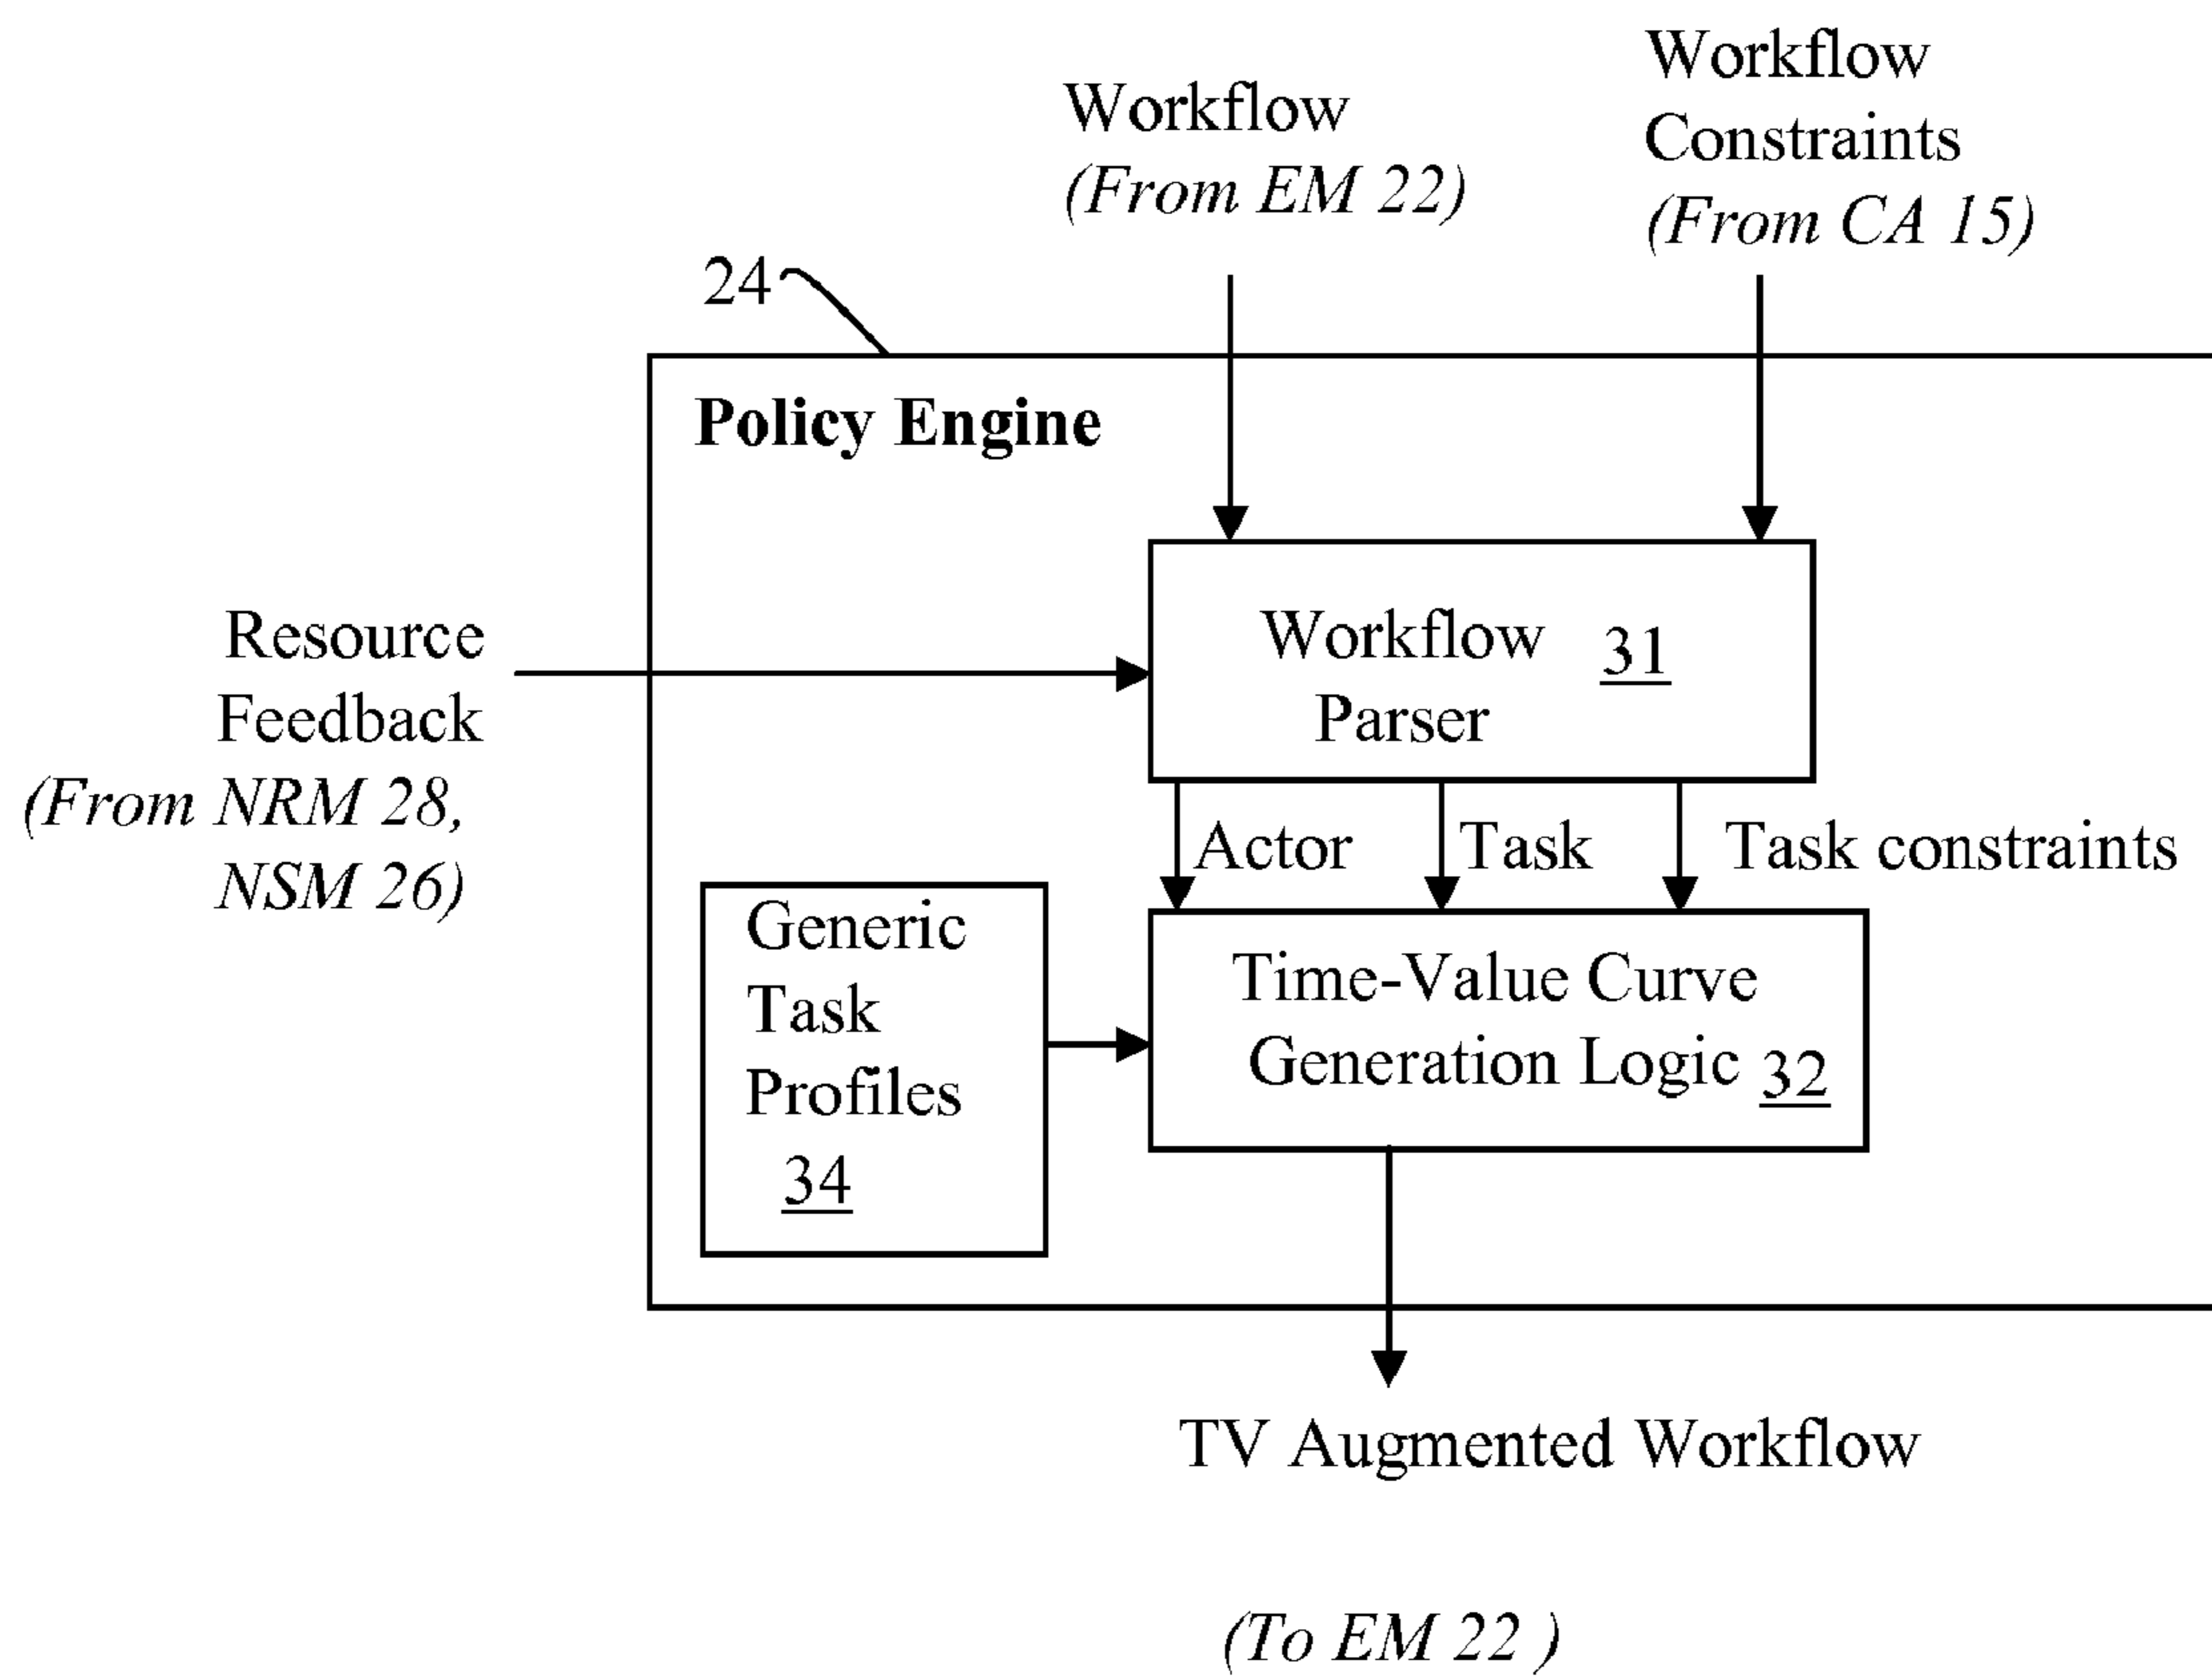 Workflow
Constraints
(From CA 15)
Workflow
(From EM 22)
24
Policy Engine
Resource
Feedback
(From NRM 28,
NSM 26)
Workflow 31
Parser
Actor
Task
Task constraints
Generic
Task
Profiles
34
Time-Value Curve
Generation Logic 32
TV Augmented Workflow
(To EM 22 )